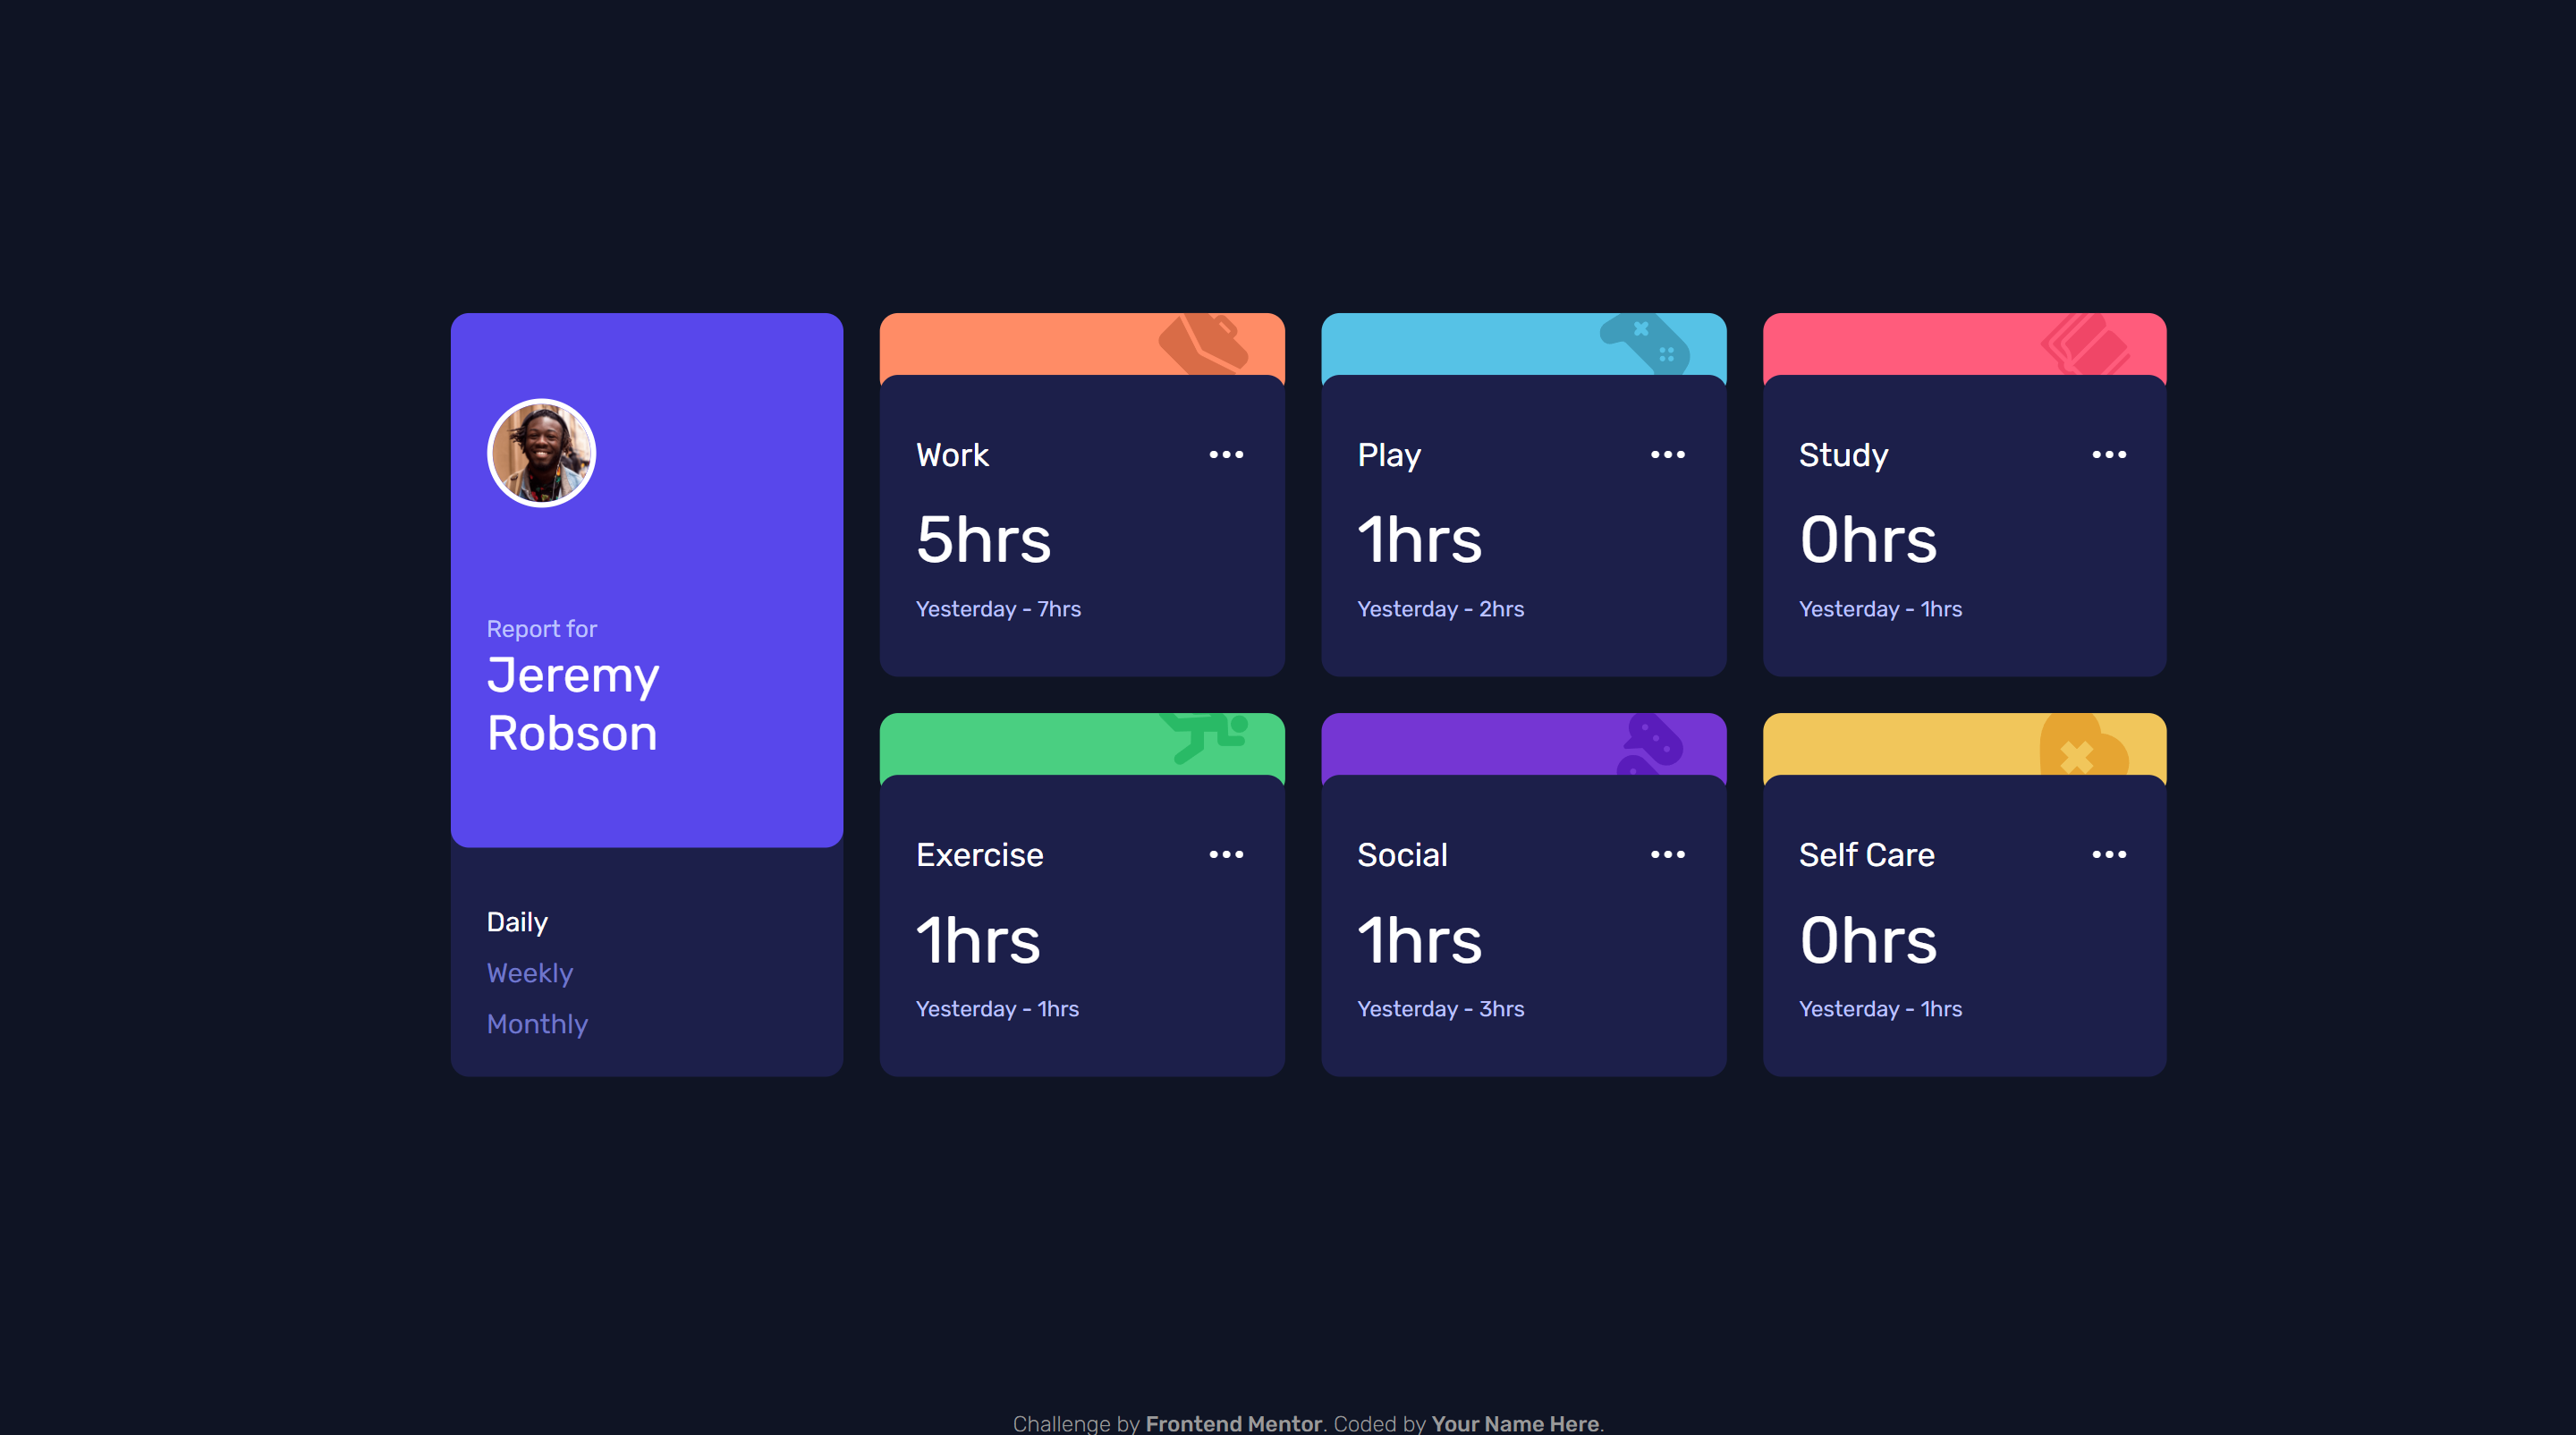 Report for
Jeremy
Robson
Daily
Weekly
Monthly
Work
5hrs
Yesterday - 7hrs
Play
1hrs
Yesterday - 2hrs
Study
0hrs
Yesterday - 1hrs
Exercise
1hrs
Yesterday - 1hrs
Social
1hrs
Yesterday - 3hrs
Self Care
0hrs
Yesterday - 1hrs
Challenge by Frontend Mentor. Coded by Your Name Here.